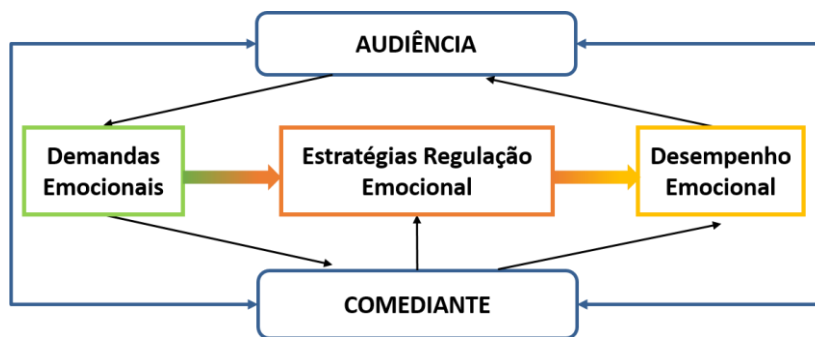 AUDIÊNCIA
Demandas
Emocionais
Estratégias Regulação
Emocional
Desempenho
Emocional
COMEDIANTE